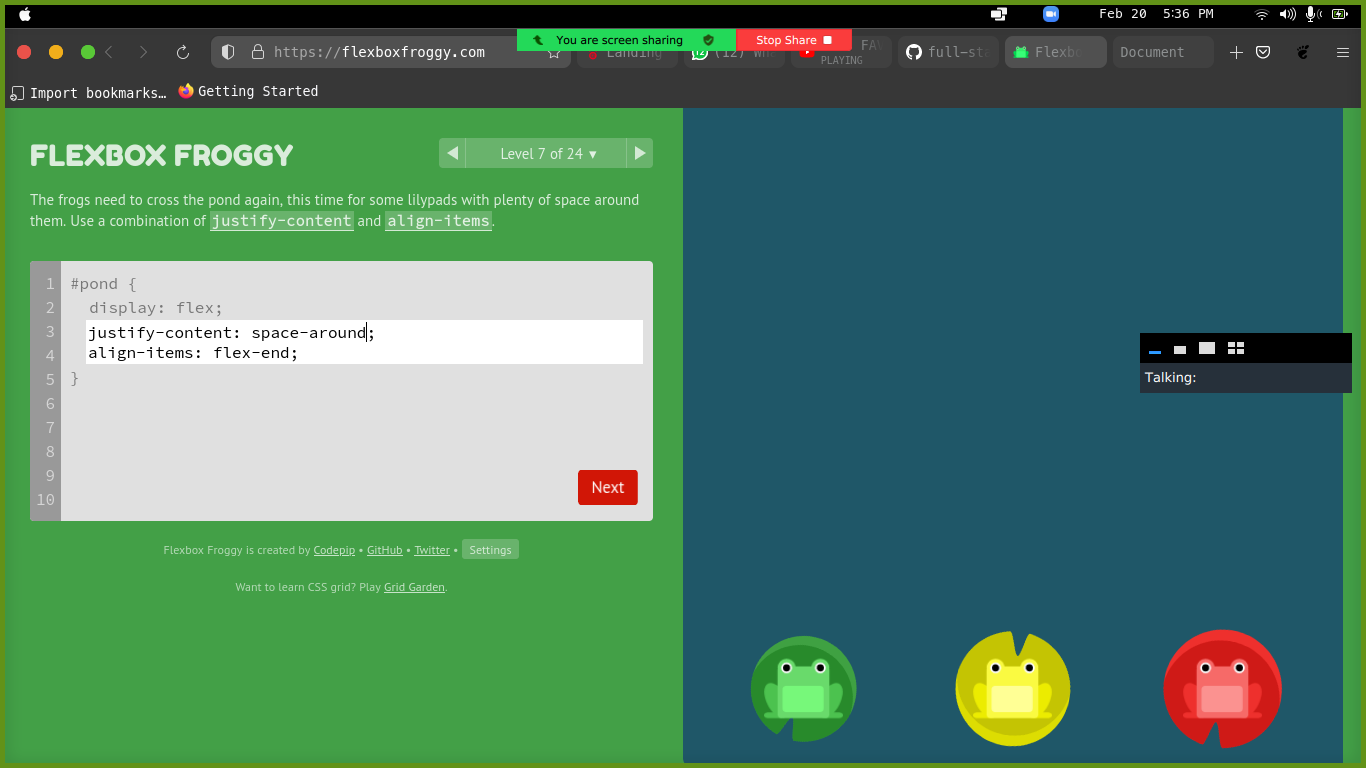 Feb 20 5:36 PM
You are screen sharing Stop Share
https://flexboxfroggy.com Landing (12) PLAYING full-st Flexb Document
Import bookmarks… Getting Started
FLEXBOX FROGGY
Level 7 of 24 ▾
The frogs need to cross the pond again, this time for some lilypads with plenty of space around
them. Use a combination of justify-content and align-items.
1 #pond {
2 display: flex;
3 justify-content: space-around;
4 align-items: flex-end;
5 }
6
7
8
9
10
Next
Flexbox Froggy is created by Codepip • GitHub • Twitter • Settings
Want to learn CSS grid? Play Grid Garden.
Talking: